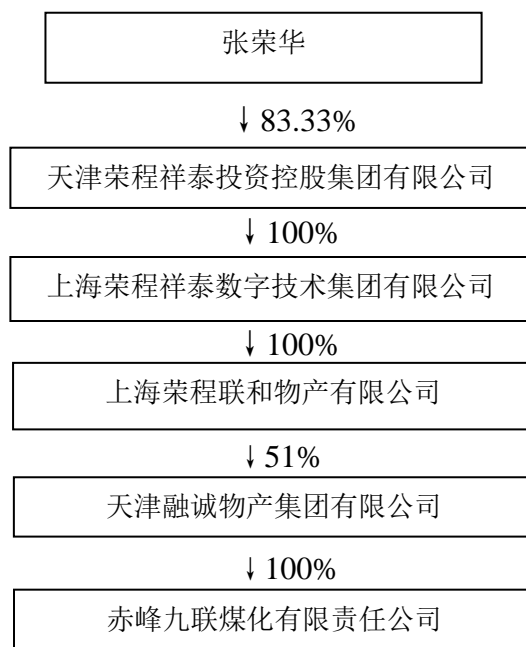 张荣华
↓ 83.33%
天津荣程祥泰投资控股集团有限公司
↓ 100%
上海荣程祥泰数字技术集团有限公司
↓ 100%
上海荣程联和物产有限公司
↓ 51%
天津融诚物产集团有限公司
↓ 100%
赤峰九联煤化有限责任公司